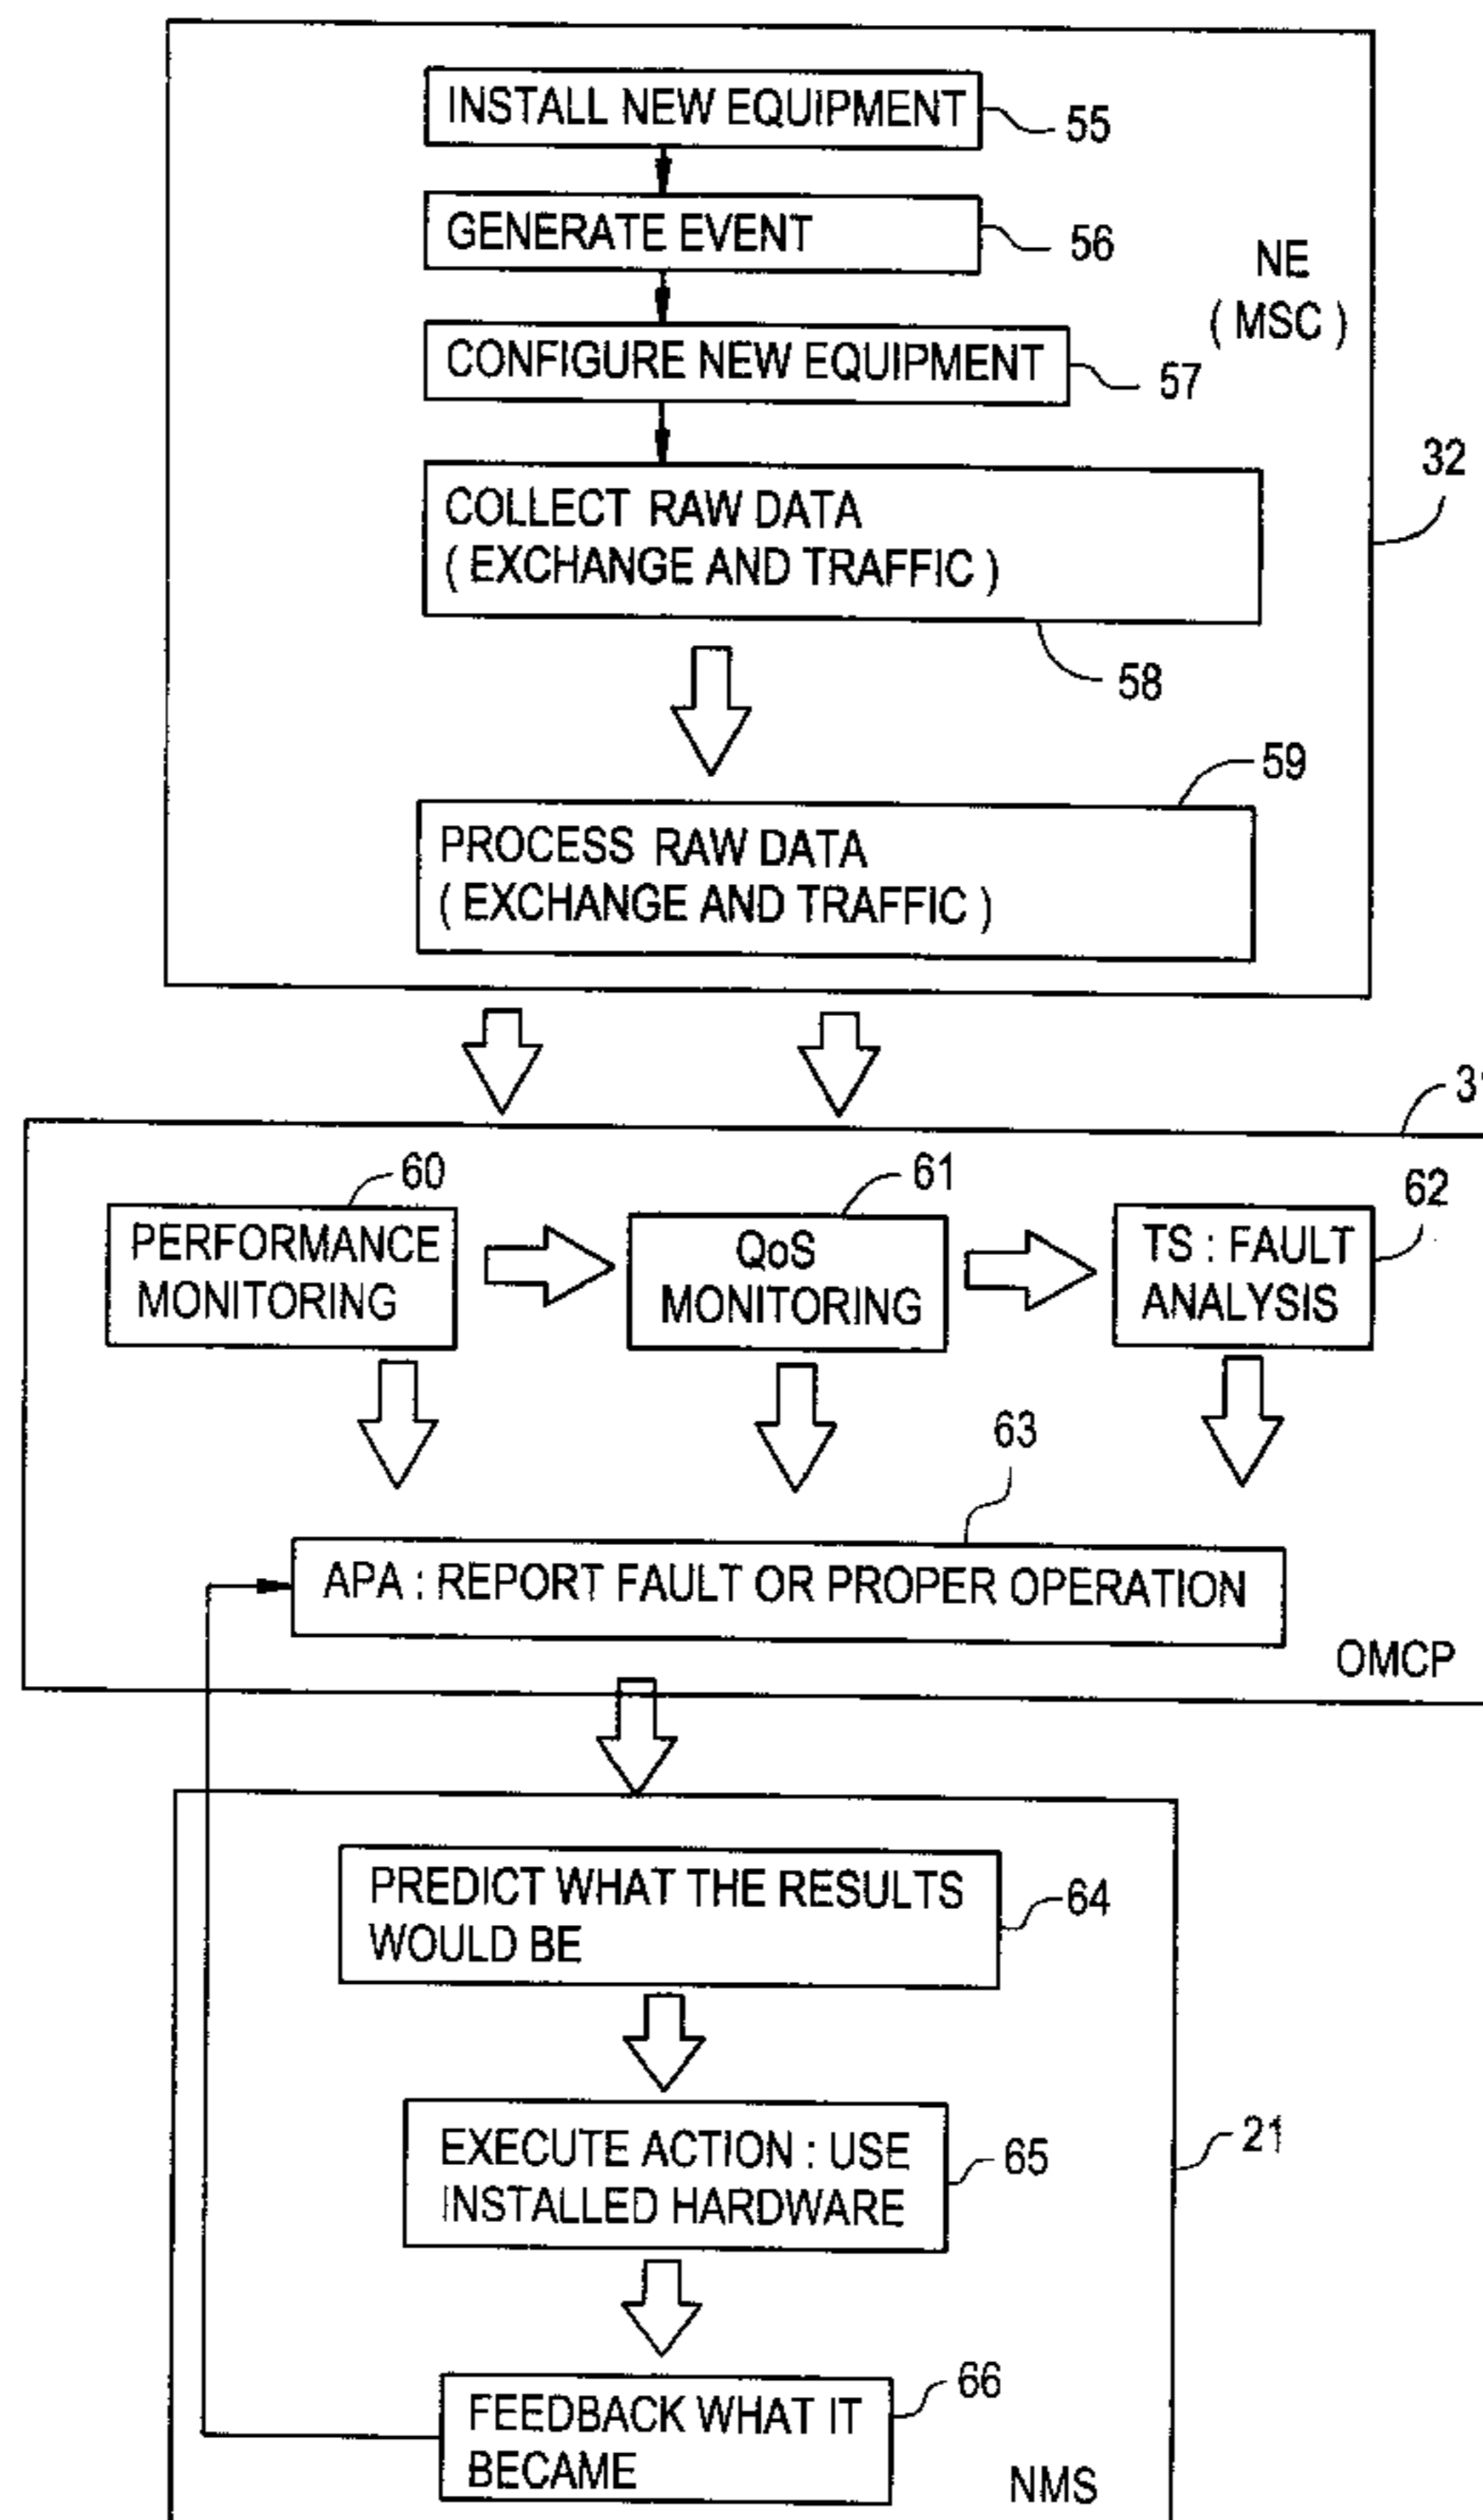 INSTALL NEW EQUIPMENT
55
GENERATE EVENT
56
NE
( MSC )
CONFIGURE NEW EQUIPMENT
57
32
COLLECT RAW DATA
( EXCHANGE AND TRAFFIC )
58
59
PROCESS RAW DATA
( EXCHANGE AND TRAFFIC )
60
61
62
PERFORMANCE
MONITORING
QoS
MONITORING
TS : FAULT
ANALYSIS
63
APA : REPORT FAULT OR PROPER OPERATION
OMCP
PREDICT WHAT THE RESULTS
WOULD BE
64
21
EXECUTE ACTION : USE
INSTALLED HARDWARE
65
66
FEEDBACK WHAT IT
BECAME
NMS